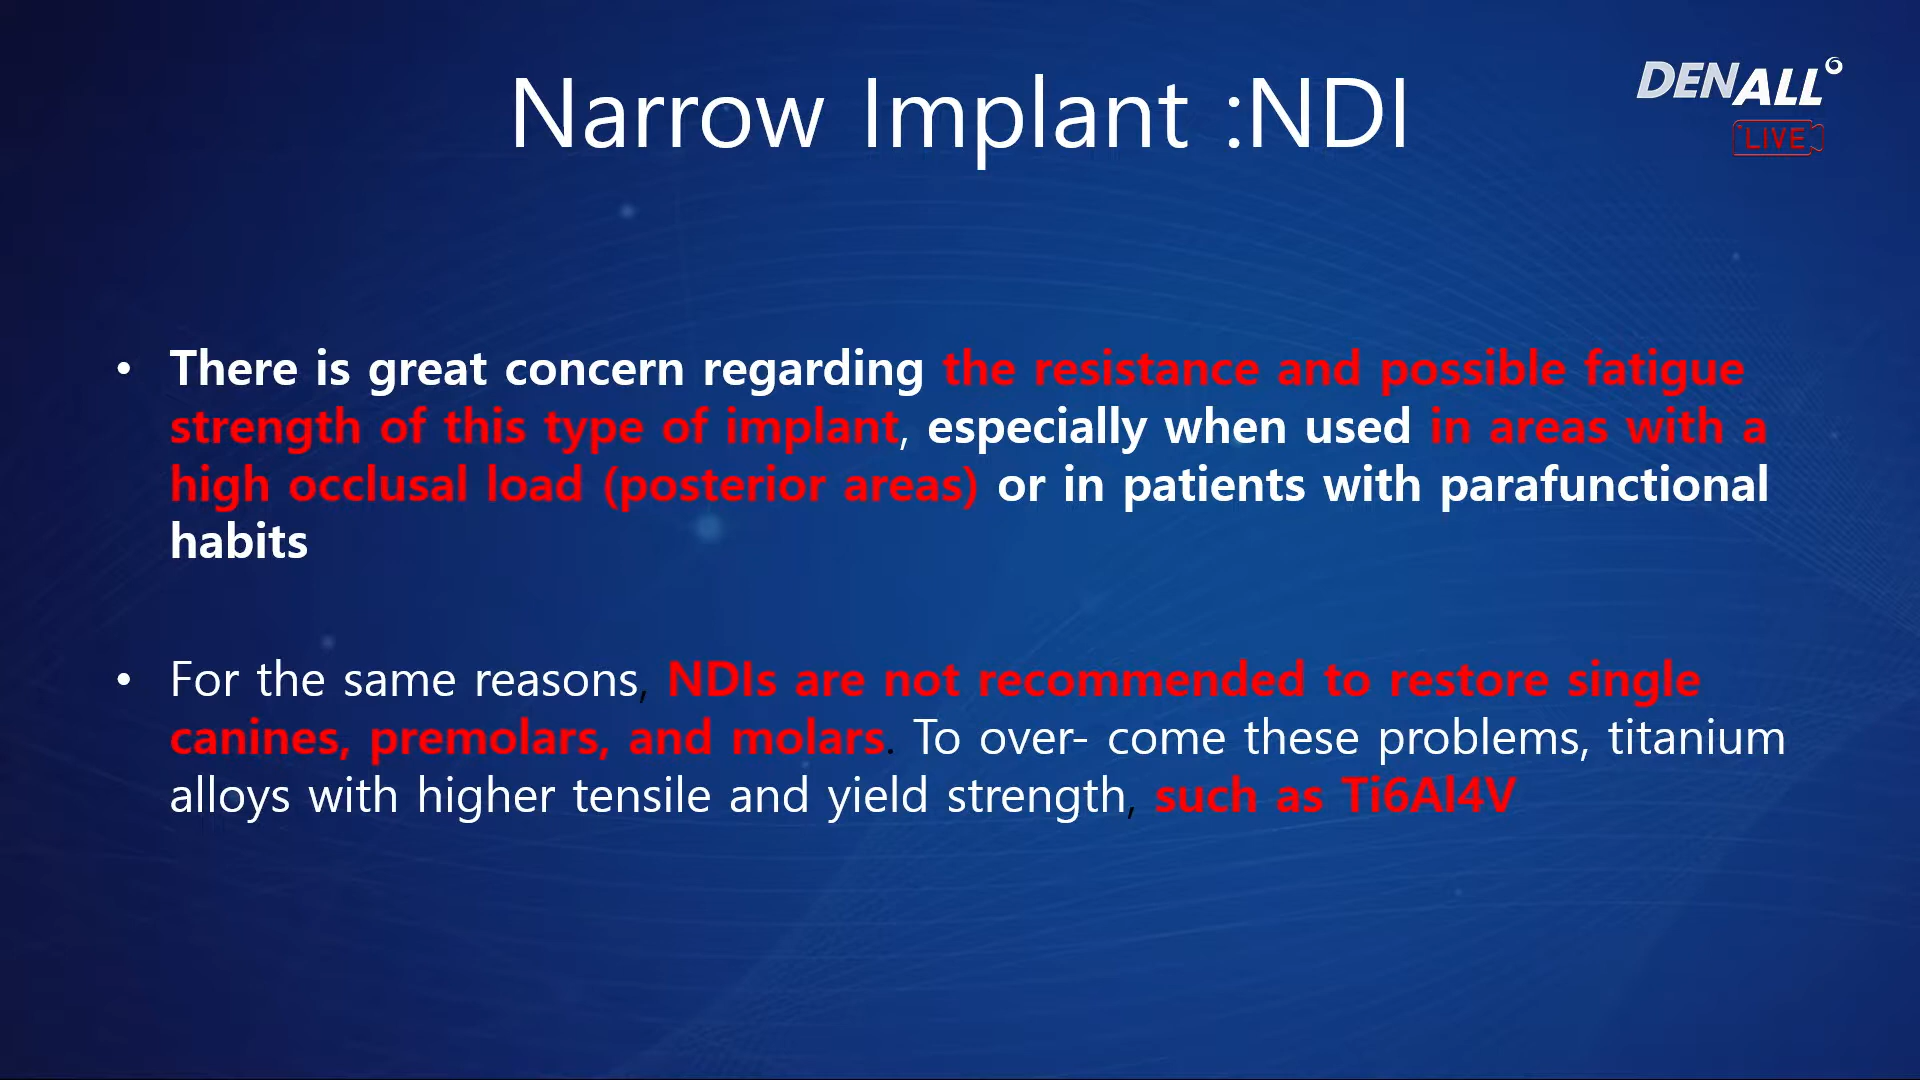 Narrow Implant :NDI
DENALL
LIVE
• There is great concern regarding the resistance and possible fatigue
strength of this type of implant, especially when used in areas with a
high occlusal load (posterior areas) or in patients with parafunctional
habits
• For the same reasons, NDIs are not recommended to restore single
canines, premolars, and molars. To over- come these problems, titanium
alloys with higher tensile and yield strength, such as Ti6Al4V